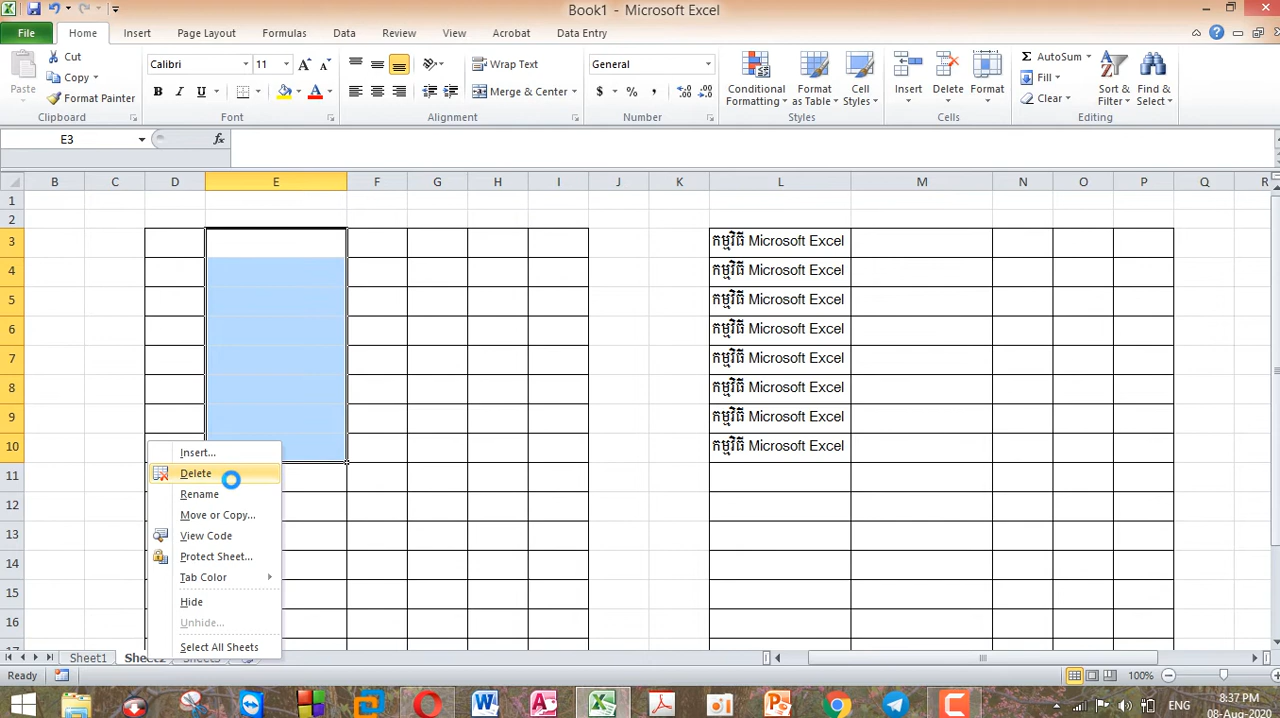 Book1 - Microsoft Excel
File Home Insert Page Layout Formulas Data Review View Acrobat Data Entry
Cut
Copy
Format Painter
Paste
Clipboard
Calibri 11
B I U A
Font
Wrap Text
Merge & Center
Alignment
General
$ % ,
Number
Conditional Formatting
Format as Table
Cell Styles
Styles
Insert Delete Format
Cells
AutoSum
Fill
Clear
Sort & Filter
Find & Select
Editing
E3 fx
B C D E F G H I J K L M N O P Q R
1
2
3 កម្មវិធី Microsoft Excel
4 កម្មវិធី Microsoft Excel
5 កម្មវិធី Microsoft Excel
6 កម្មវិធី Microsoft Excel
7 កម្មវិធី Microsoft Excel
8 កម្មវិធី Microsoft Excel
9 កម្មវិធី Microsoft Excel
10 កម្មវិធី Microsoft Excel
11
12
13
14
15
16
17
Insert...
Delete
Rename
Move or Copy...
View Code
Protect Sheet...
Tab Color
Hide
Unhide...
Select All Sheets
Sheet1 Sheet2 Sheet3
Ready 100%
ENG
8:37 PM
08-Aug-2020